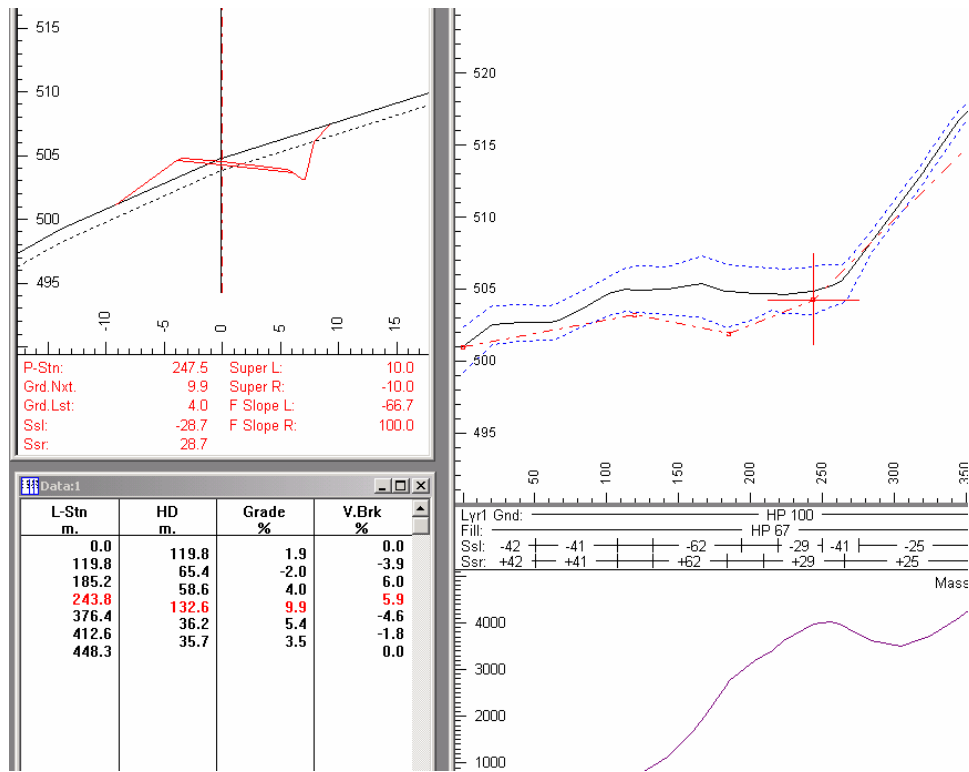 515
510
505
500
495
-10 -5 0 5 10 15
P-Stn: 247.5 Super L: 10.0
Grd.Nxt. 9.9 Super R: -10.0
Grd.Lst: 4.0 F Slope L: -66.7
Ssl: -28.7 F Slope R: 100.0
Ssr: 28.7
Data:1
L-Stn HD Grade V.Brk
m. m. % %
0.0 0.0
119.8 1.9
119.8 -3.9
65.4 -2.0
185.2 6.0
58.6 4.0
243.8 5.9
132.6 9.9
376.4 -4.6
36.2 5.4
412.6 -1.8
35.7 3.5
448.3 0.0
520
515
510
505
500
495
50 100 150 200 250 300 350
Lyr1 Gnd: HP 100
Fill: HP 67
Ssl: -42 -41 -62 -29 -41 -25
Ssr: +42 +41 +62 +29 +25
Mass
4000
3000
2000
1000